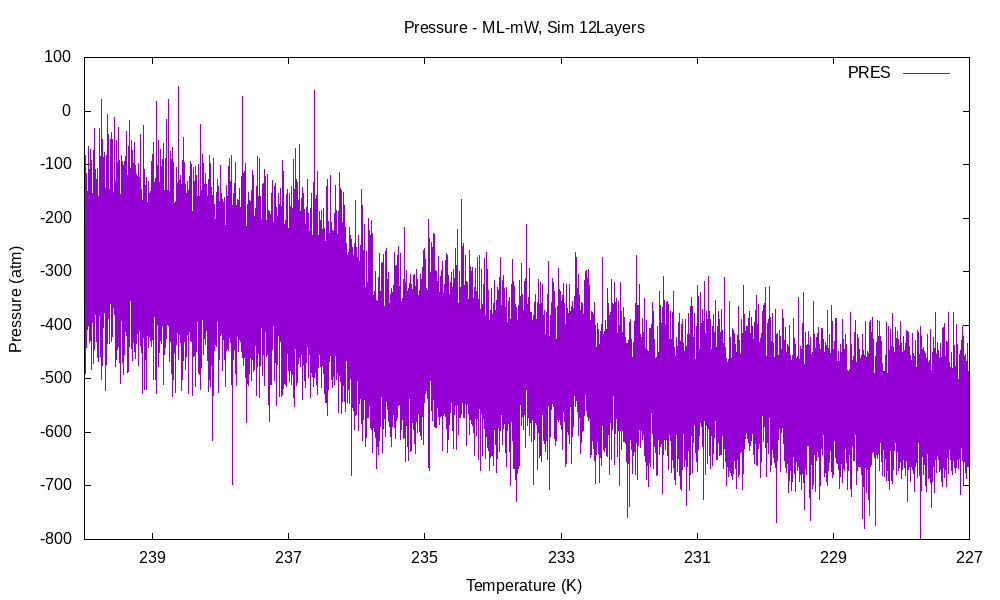 Pressure - ML-mW, Sim 12Layers
PRES
Pressure (atm)
100
0
-100
-200
-300
-400
-500
-600
-700
-800
239 237 235 233 231 229 227
Temperature (K)